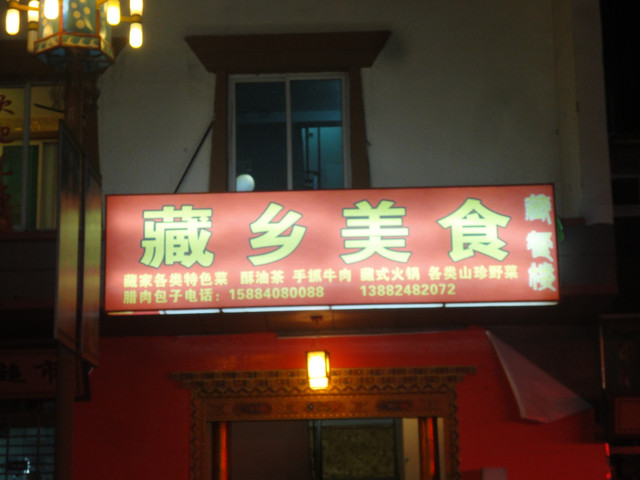 藏乡美食
藏餐楼
藏家各类特色菜 酥油茶 手抓牛肉 藏式火锅 各类山珍野菜
腊肉包子电话：15884080088 13882482072
超市